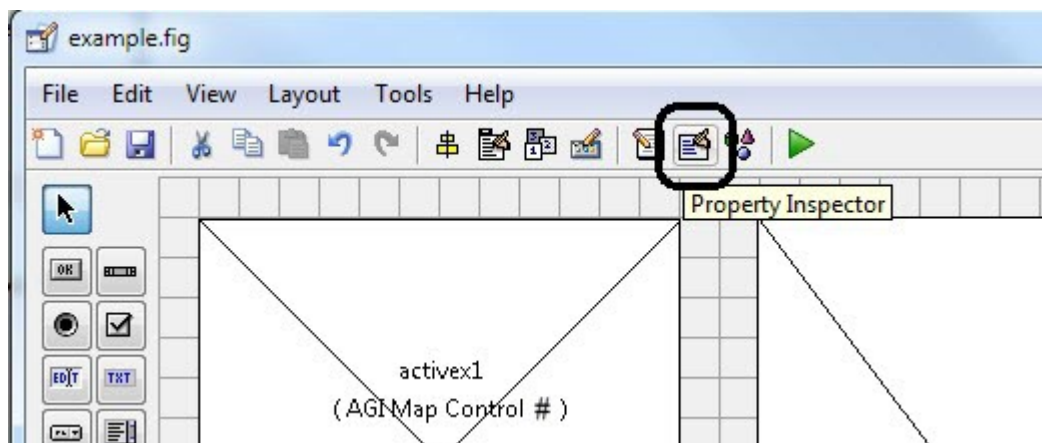 example.fig
File Edit View Layout Tools Help
Property Inspector
OK
EDIT TXT
activex1
( AGI Map Control # )